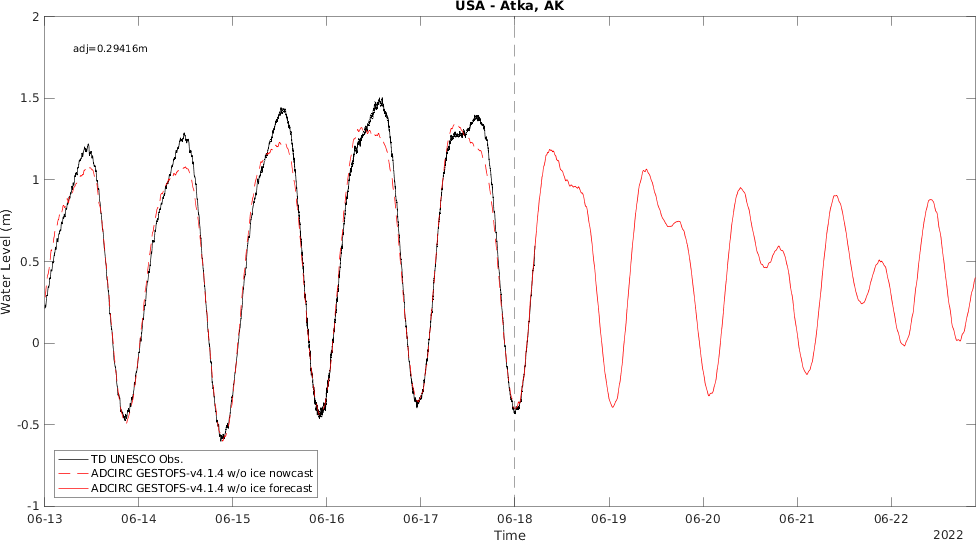 USA - Atka, AK
adj=0.29416m
2
1.5
1
0.5
0
-0.5
-1
Water Level (m)
TD UNESCO Obs.
ADCIRC GESTOFS-v4.1.4 w/o ice nowcast
ADCIRC GESTOFS-v4.1.4 w/o ice forecast
06-13 06-14 06-15 06-16 06-17 06-18 06-19 06-20 06-21 06-22
Time
2022